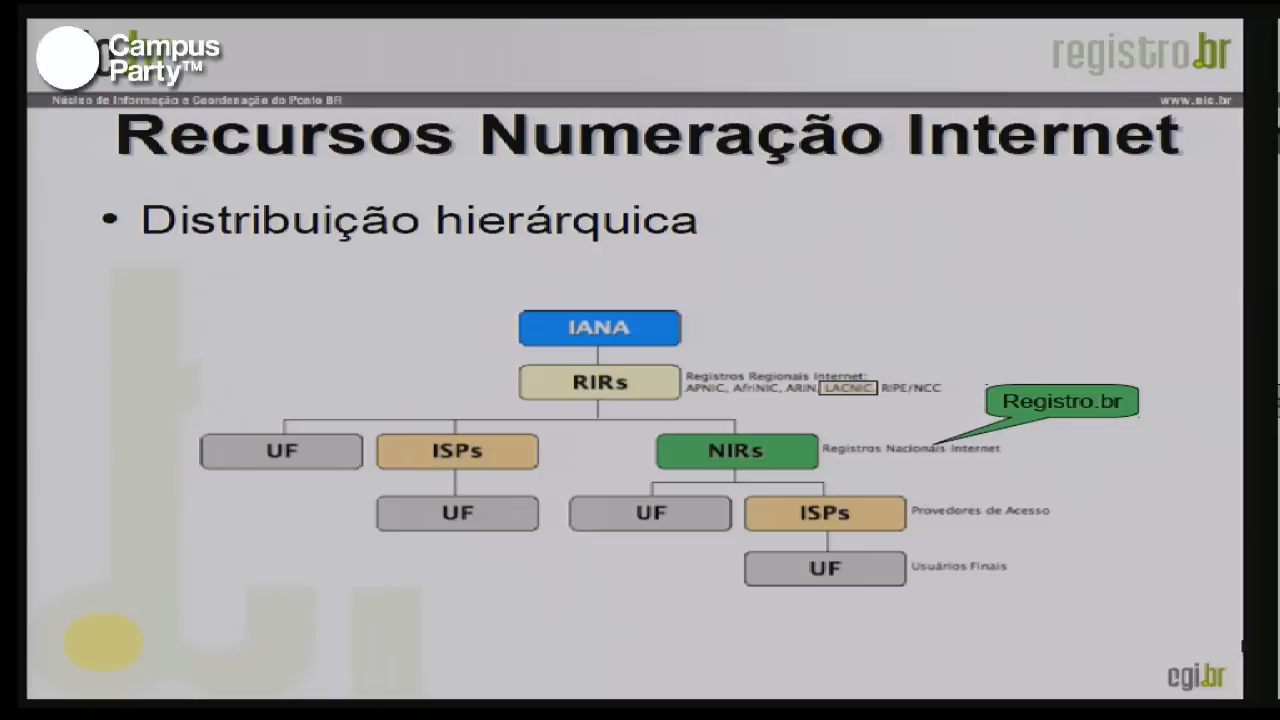 Campus
Party™
registro.br
Núcleo de Informação e Coordenação do Ponto BR
www.nic.br
Recursos Numeração Internet
• Distribuição hierárquica
IANA
RIRs
Registros Regionais Internet:
APNIC, AfriNIC, ARIN, LACNIC, RIPE/NCC
Registro.br
UF
ISPs
NIRs
Registros Nacionais Internet
UF
UF
ISPs
Provedores de Acesso
UF
Usuários Finais
cgi.br